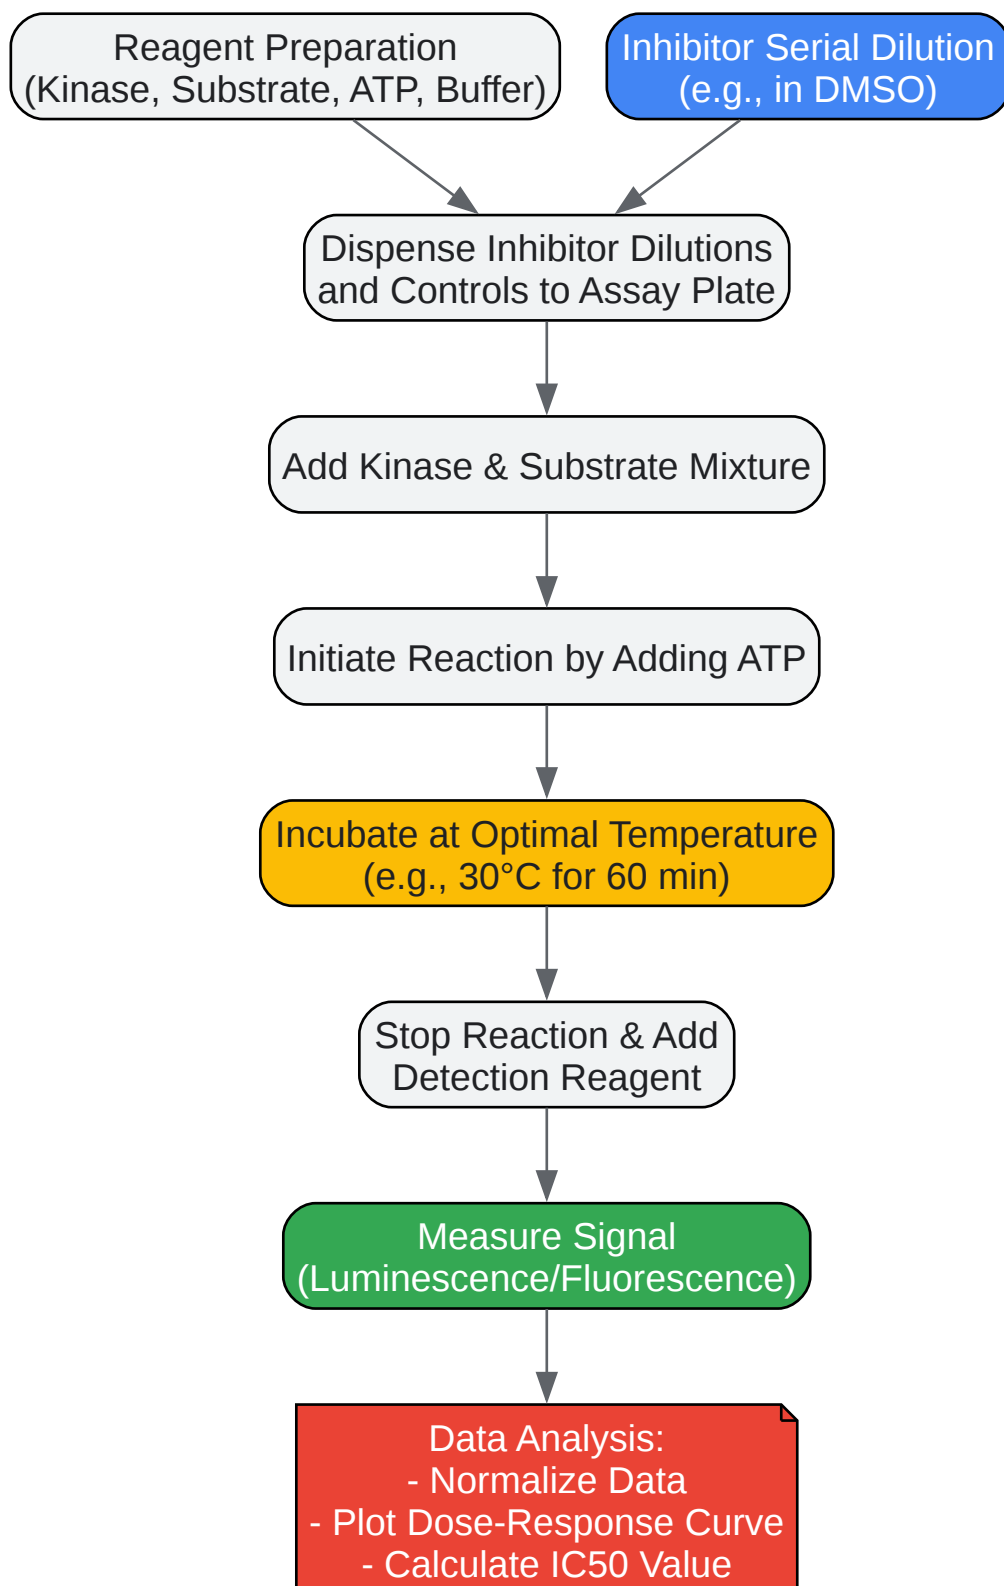 Reagent Preparation
(Kinase, Substrate, ATP, Buffer)
Inhibitor Serial Dilution
(e.g., in DMSO)
Dispense Inhibitor Dilutions
and Controls to Assay Plate
Add Kinase & Substrate Mixture
Initiate Reaction by Adding ATP
Incubate at Optimal Temperature
(e.g., 30°C for 60 min)
Stop Reaction & Add
Detection Reagent
Measure Signal
(Luminescence/Fluorescence)
Data Analysis:
- Normalize Data
- Plot Dose-Response Curve
- Calculate IC50 Value